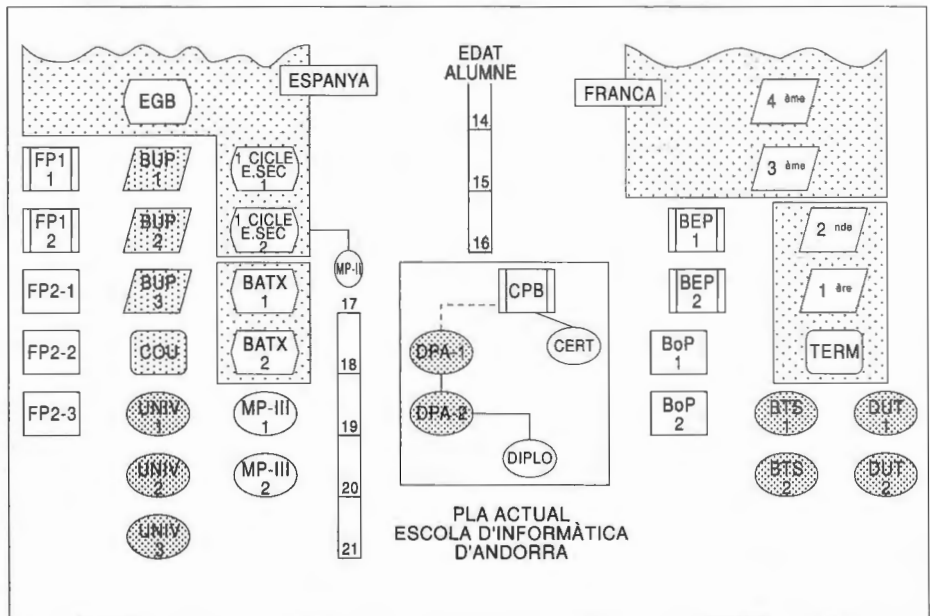 ESPANYA
EGB
FP1
1
BUP
1
1 CICLE
E.SEC
1
FP1
2
BUP
2
1 CICLE
E.SEC
2
MP-II
FP2-1
BUP
3
BATX
1
FP2-2
COU
BATX
2
FP2-3
UNIV
1
MP-III
1
UNIV
2
MP-III
2
UNIV
3
EDAT
ALUMNE
14
15
16
17
18
19
20
21
CPB
DPA-1
CERT
DPA-2
DIPLO
PLA ACTUAL
ESCOLA D'INFORMÀTICA
D'ANDORRA
FRANCA
4 ème
3 ème
BEP
1
2 nde
BEP
2
1 ère
BoP
1
TERM
BoP
2
BTS
1
DUT
1
BTS
2
DUT
2